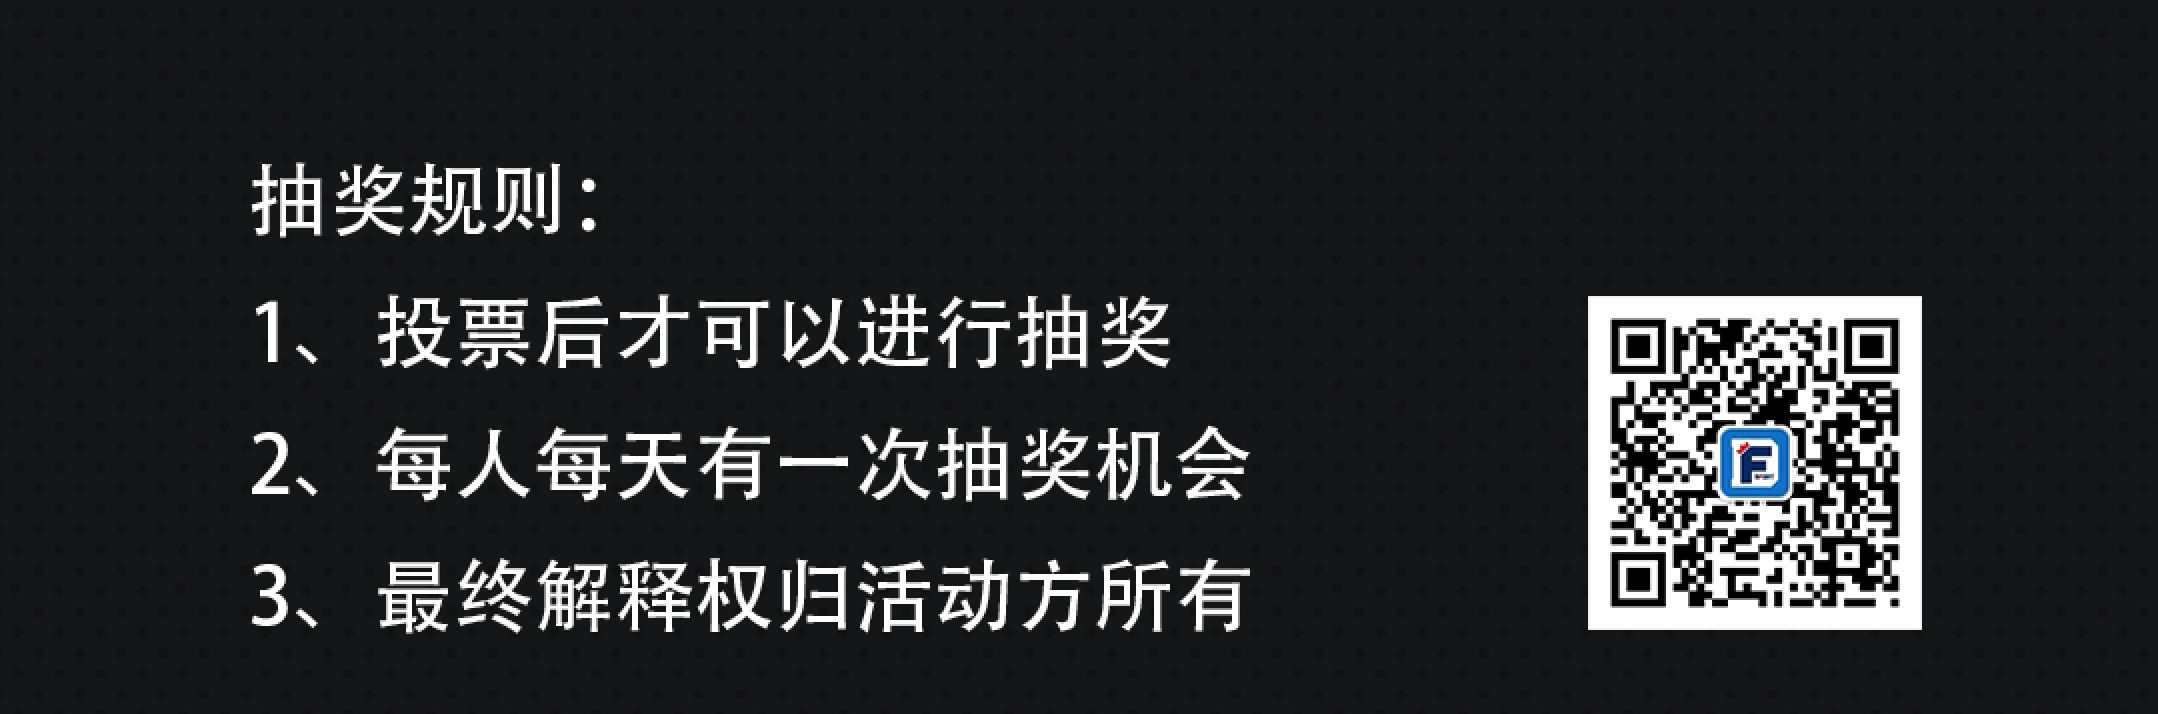 抽奖规则：
1、 投票后才可以进行抽奖
2、 每人每天有一次抽奖机会
3、 最终解释权归活动方所有